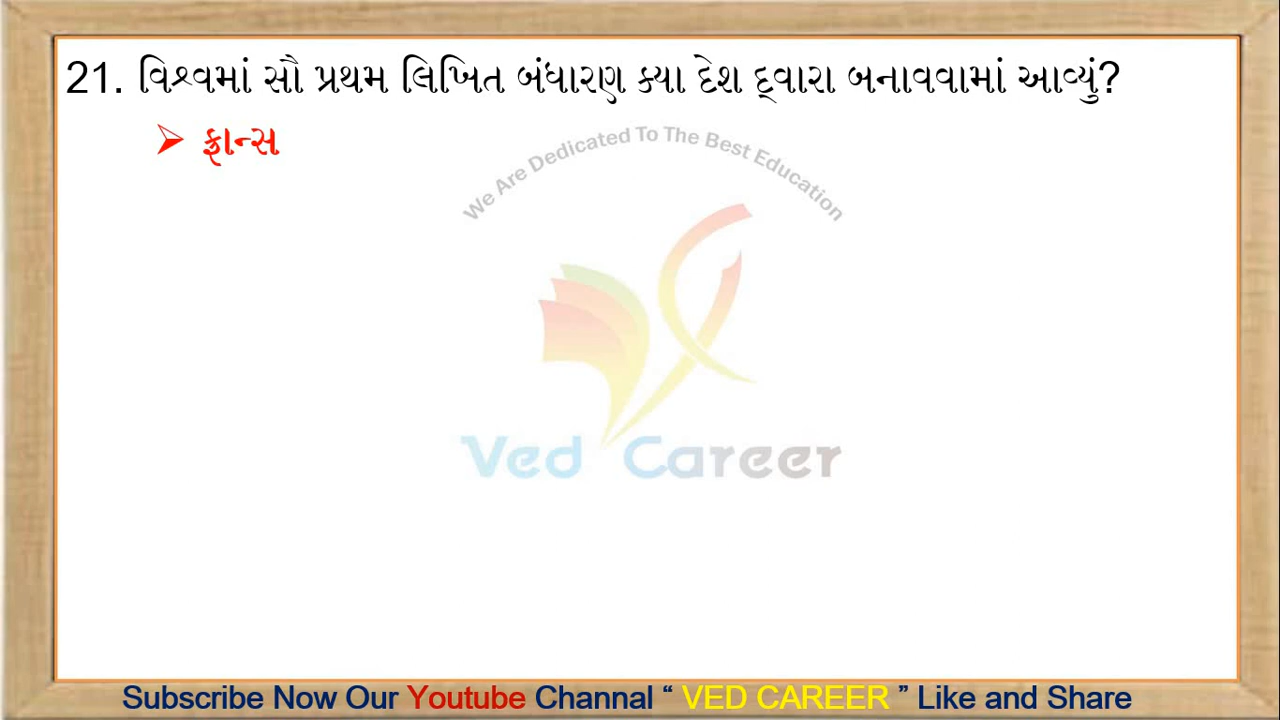 21. વિશ્વમાં સૌ પ્રથમ લિખિત બંધારણ ક્યા દેશ દ્વારા બનાવવામાં આવ્યું?
➢ ફ્રાન્સ
We Are Dedicated To The Best Education
Ved Career
Subscribe Now Our Youtube Channal “ VED CAREER ” Like and Share